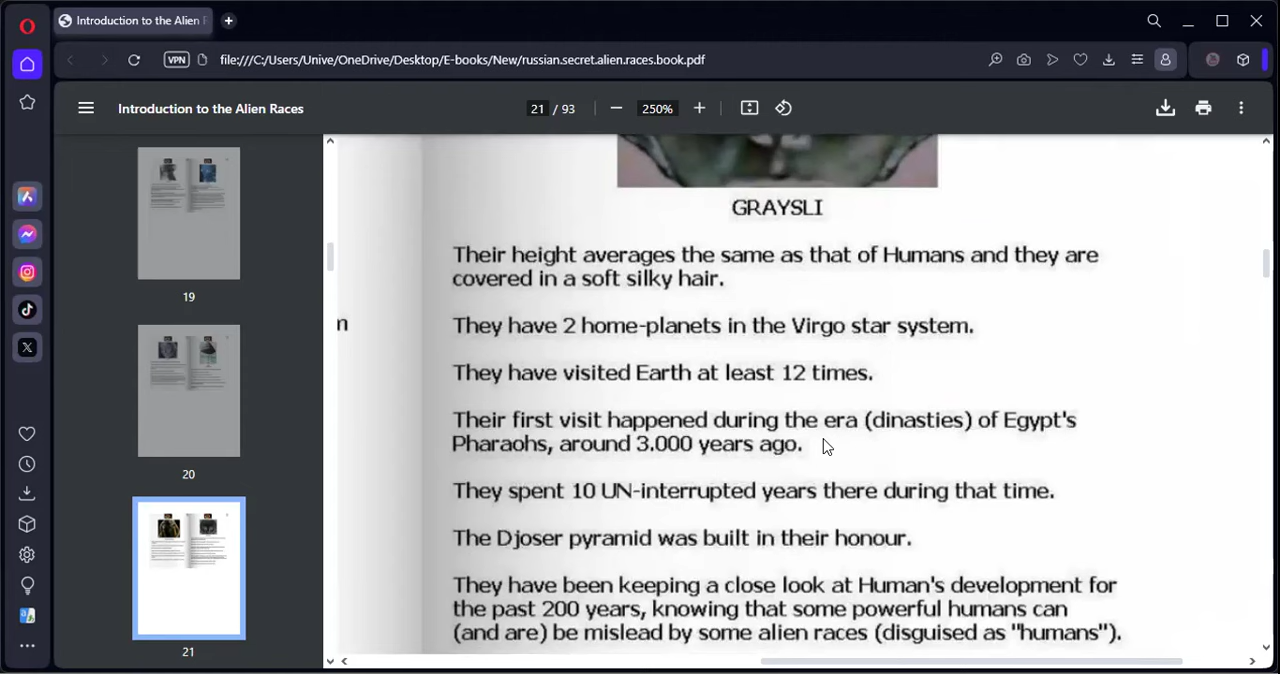 Introduction to the Alien R
file:///C:/Users/Unive/OneDrive/Desktop/E-books/New/russian.secret.alien.races.book.pdf
VPN
Introduction to the Alien Races
21 / 93
250%
19
20
21
n
GRAYSLI
Their height averages the same as that of Humans and they are
covered in a soft silky hair.
They have 2 home-planets in the Virgo star system.
They have visited Earth at least 12 times.
Their first visit happened during the era (dinasties) of Egypt's
Pharaohs, around 3.000 years ago.
They spent 10 UN-interrupted years there during that time.
The Djoser pyramid was built in their honour.
They have been keeping a close look at Human's development for
the past 200 years, knowing that some powerful humans can
(and are) be mislead by some alien races (disguised as "humans").